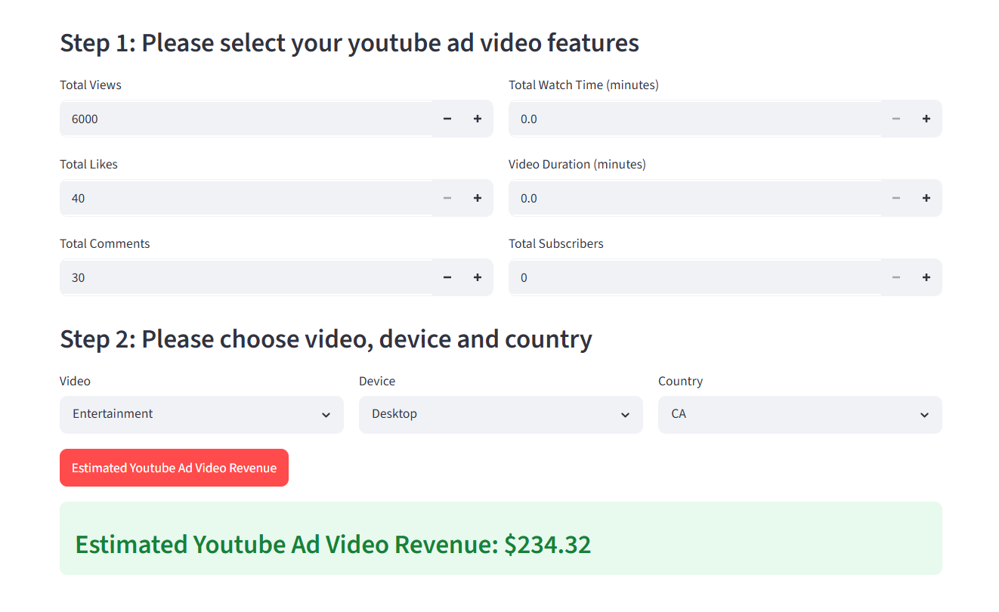 Step 1: Please select your youtube ad video features
Total Views
Total Watch Time (minutes)
6000
0.0
Total Likes
Video Duration (minutes)
40
0.0
Total Comments
Total Subscribers
30
0
Step 2: Please choose video, device and country
Video
Device
Country
Entertainment
Desktop
CA
Estimated Youtube Ad Video Revenue
Estimated Youtube Ad Video Revenue: $234.32